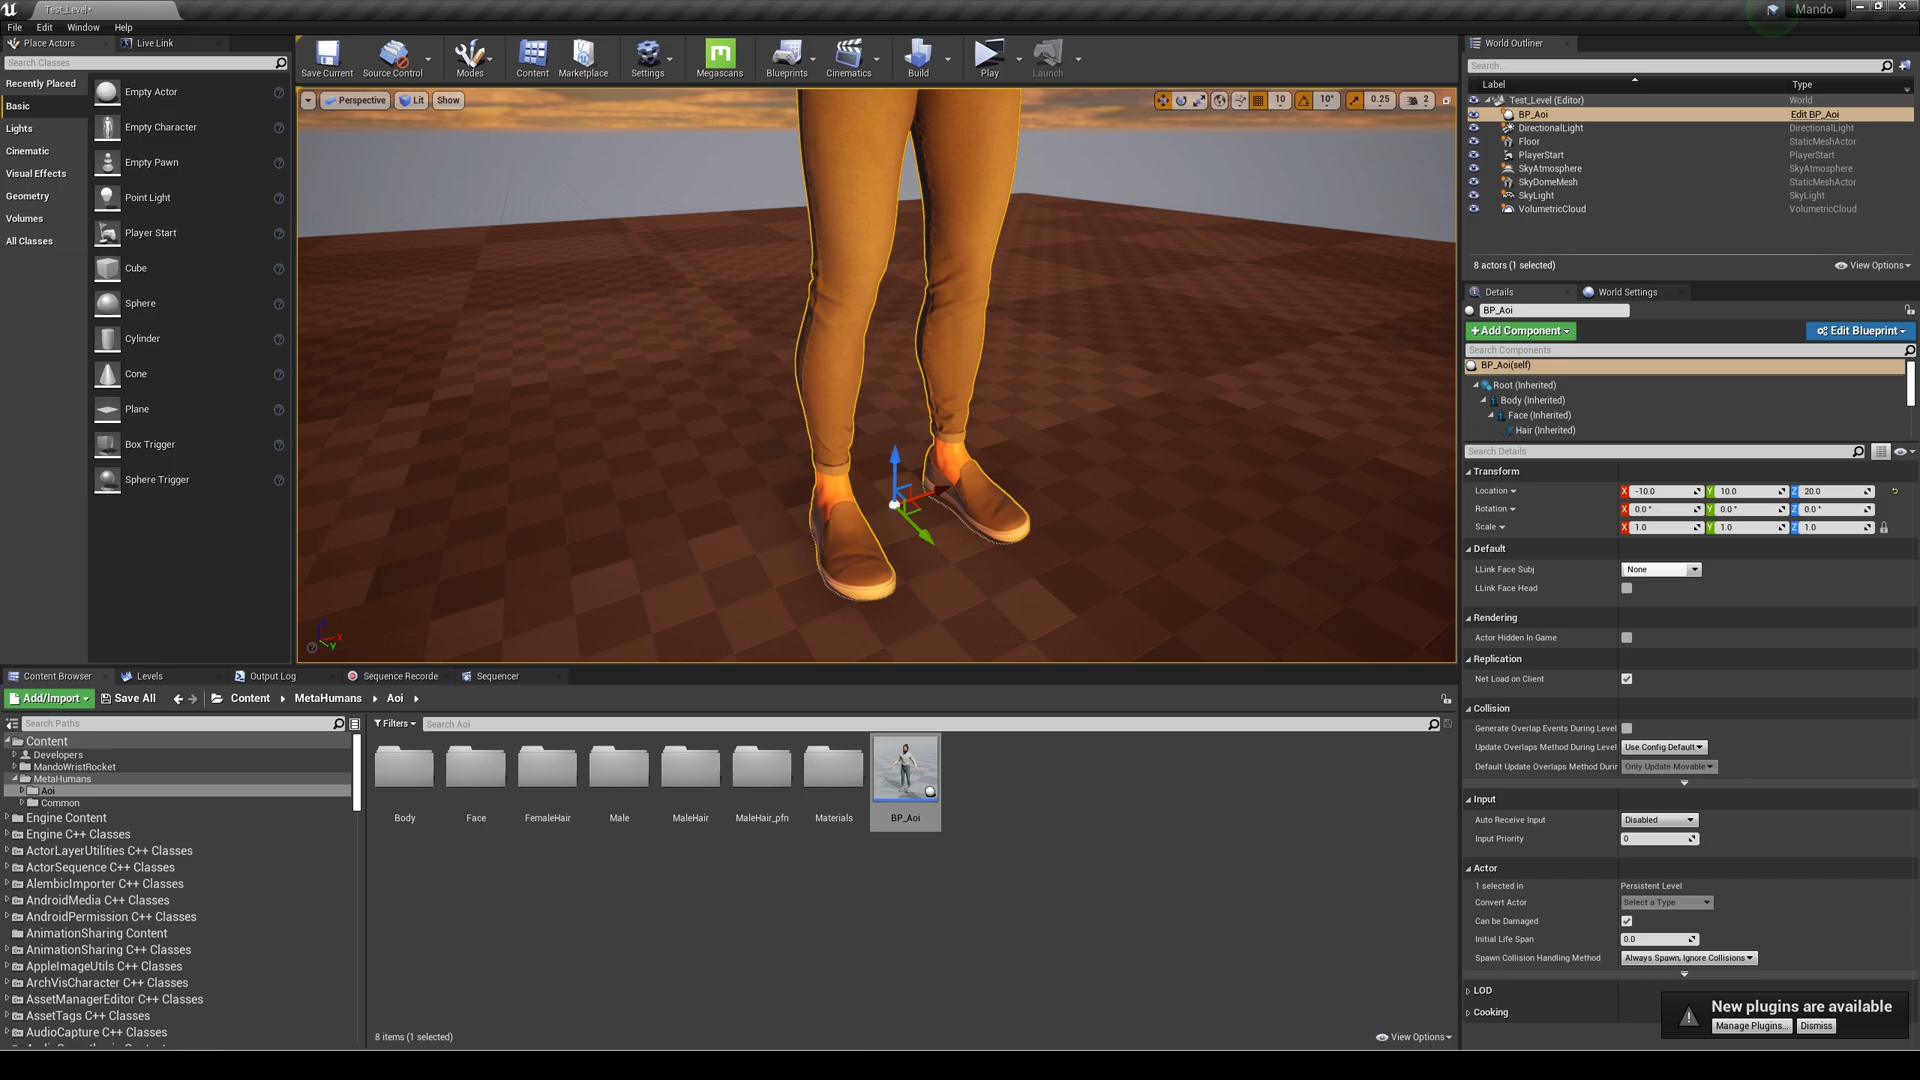 Test_Level*
Mando
File Edit Window Help
Place Actors
Live Link
Search Classes
Recently Placed
Basic
Lights
Cinematic
Visual Effects
Geometry
Volumes
All Classes
Empty Actor
Empty Character
Empty Pawn
Point Light
Player Start
Cube
Sphere
Cylinder
Cone
Plane
Box Trigger
Sphere Trigger
Save Current
Source Control
Modes
Content
Marketplace
Settings
Megascans
Blueprints
Cinematics
Build
Play
Launch
Perspective
Lit
Show
10
10°
0.25
2
X
Y
World Outliner
Search...
Label Type
Test_Level (Editor) World
BP_Aoi Edit BP_Aoi
DirectionalLight DirectionalLight
Floor StaticMeshActor
PlayerStart PlayerStart
SkyAtmosphere SkyAtmosphere
SkyDomeMesh StaticMeshActor
SkyLight SkyLight
VolumetricCloud VolumetricCloud
8 actors (1 selected)
View Options
Details
World Settings
BP_Aoi
+Add Component
Edit Blueprint
Search Components
BP_Aoi(self)
Root (Inherited)
Body (Inherited)
Face (Inherited)
Hair (Inherited)
Search Details
Transform
Location X -10.0 Y 10.0 Z 20.0
Rotation X 0.0 ° Y 0.0 ° Z 0.0 °
Scale X 1.0 Y 1.0 Z 1.0
Default
LLink Face Subj None
LLink Face Head
Rendering
Actor Hidden In Game
Replication
Net Load on Client
Collision
Generate Overlap Events During Level
Update Overlaps Method During Level Use Config Default
Default Update Overlaps Method Durir Only Update Movable
Input
Auto Receive Input Disabled
Input Priority 0
Actor
1 selected in Persistent Level
Convert Actor Select a Type
Can be Damaged
Initial Life Span 0.0
Spawn Collision Handling Method Always Spawn, Ignore Collisions
LOD
Cooking
New plugins are available
Manage Plugins... Dismiss
Content Browser
Levels
Output Log
Sequence Recorde
Sequencer
Add/Import
Save All
Content
MetaHumans
Aoi
Search Paths
Filters
Search Aoi
Content
Developers
MandoWristRocket
MetaHumans
Aoi
Common
Engine Content
Engine C++ Classes
ActorLayerUtilities C++ Classes
ActorSequence C++ Classes
AlembicImporter C++ Classes
AndroidMedia C++ Classes
AndroidPermission C++ Classes
AnimationSharing Content
AnimationSharing C++ Classes
AppleImageUtils C++ Classes
ArchVisCharacter C++ Classes
AssetManagerEditor C++ Classes
AssetTags C++ Classes
AudioCapture C++ Classes
Body
Face
FemaleHair
Male
MaleHair
MaleHair_pfn
Materials
BP_Aoi
8 items (1 selected)
View Options